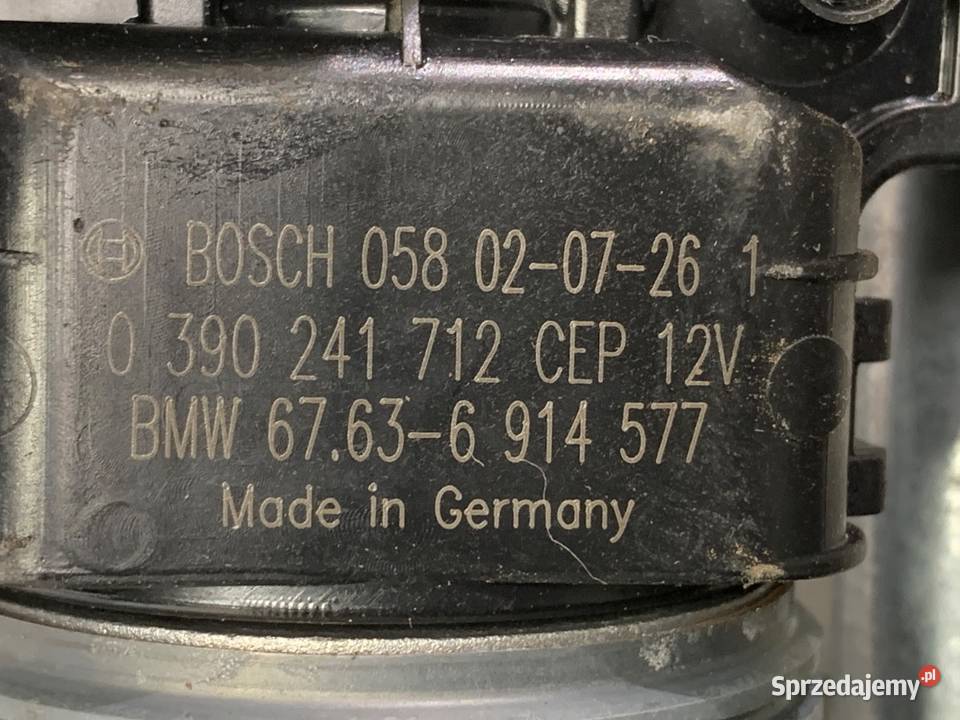 BOSCH 058 02-07-26 1
0 390 241 712 CEP 12V
BMW 67.63-6 914 577
Made in Germany
Sprzedajemy.pl